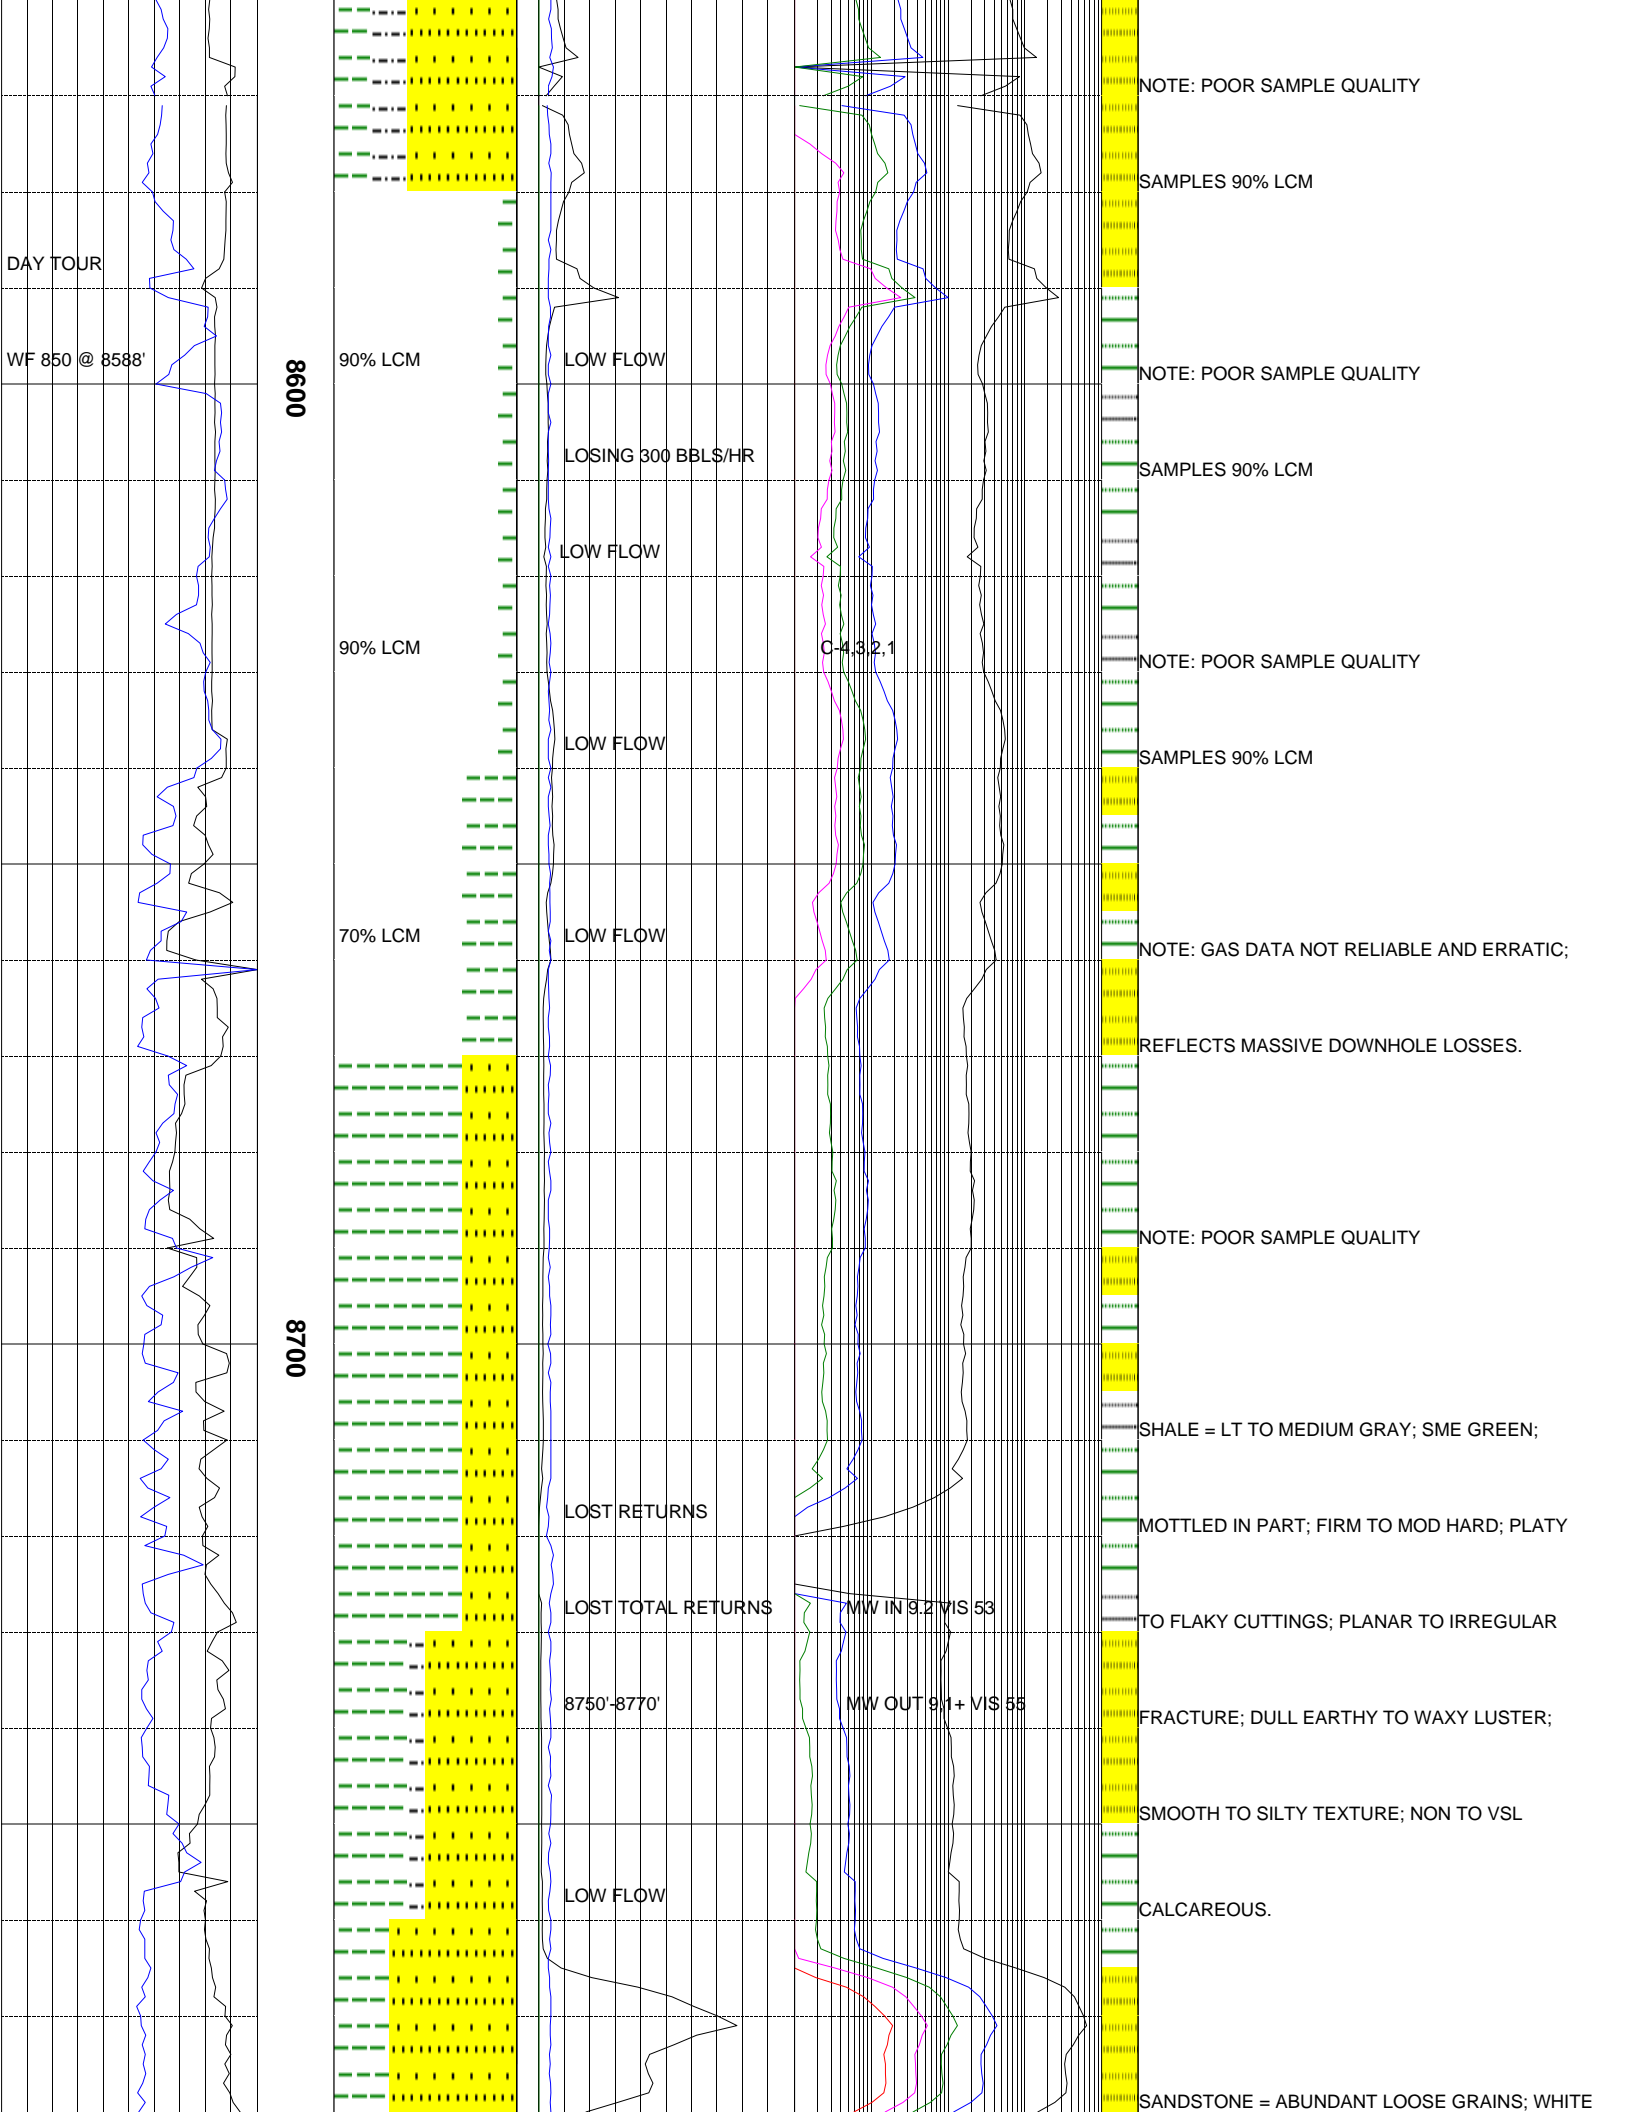 NOTE: POOR SAMPLE QUALITY
SAMPLES 90% LCM
DAY TOUR
WF 850 @ 8588'
8600
90% LCM
LOW FLOW
NOTE: POOR SAMPLE QUALITY
LOSING 300 BBLS/HR
SAMPLES 90% LCM
LOW FLOW
90% LCM
C-4,3,2,1
NOTE: POOR SAMPLE QUALITY
LOW FLOW
SAMPLES 90% LCM
70% LCM
LOW FLOW
NOTE: GAS DATA NOT RELIABLE AND ERRATIC;
REFLECTS MASSIVE DOWNHOLE LOSSES.
NOTE: POOR SAMPLE QUALITY
8700
SHALE = LT TO MEDIUM GRAY; SME GREEN;
LOST RETURNS
MOTTLED IN PART; FIRM TO MOD HARD; PLATY
LOST TOTAL RETURNS
MW IN 9.2 VIS 53
TO FLAKY CUTTINGS; PLANAR TO IRREGULAR
8750'-8770'
MW OUT 9.1+ VIS 55
FRACTURE; DULL EARTHY TO WAXY LUSTER;
SMOOTH TO SILTY TEXTURE; NON TO VSL
LOW FLOW
CALCAREOUS.
SANDSTONE = ABUNDANT LOOSE GRAINS; WHITE